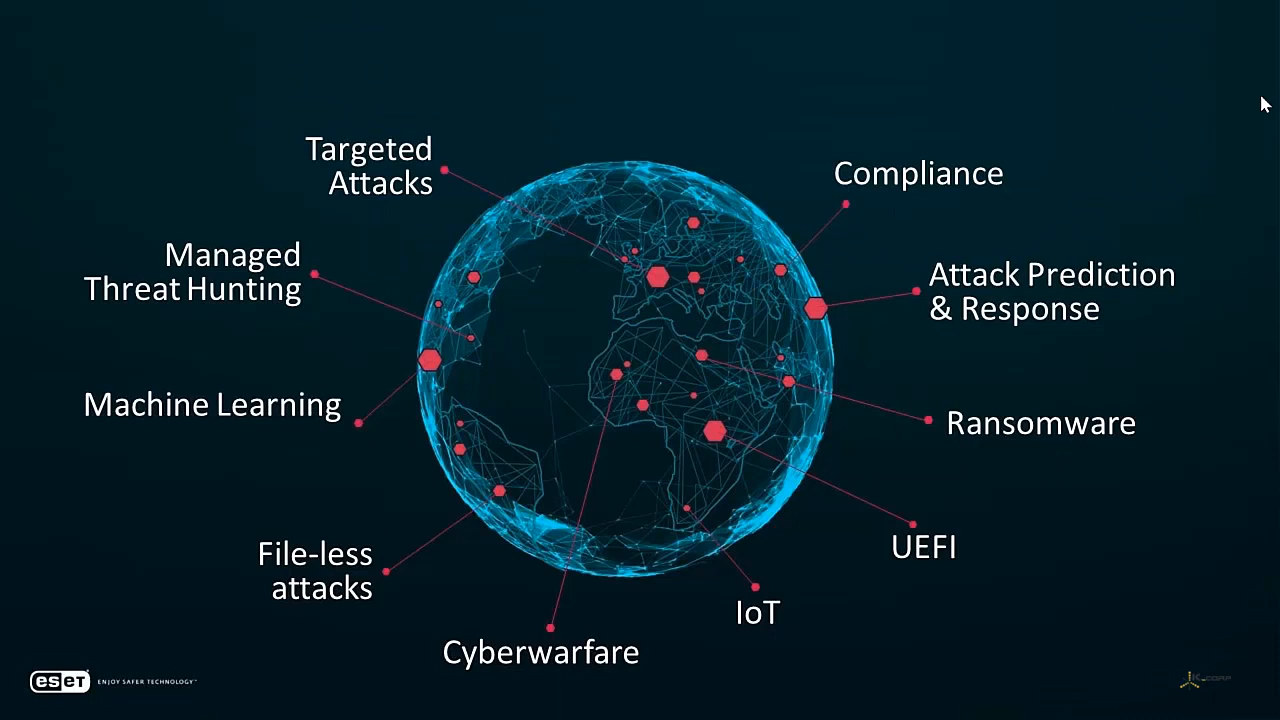 Targeted
Attacks
Compliance
Managed
Threat Hunting
Attack Prediction
& Response
Machine Learning
Ransomware
File-less
attacks
UEFI
IoT
Cyberwarfare
eseT ENJOY SAFER TECHNOLOGY™